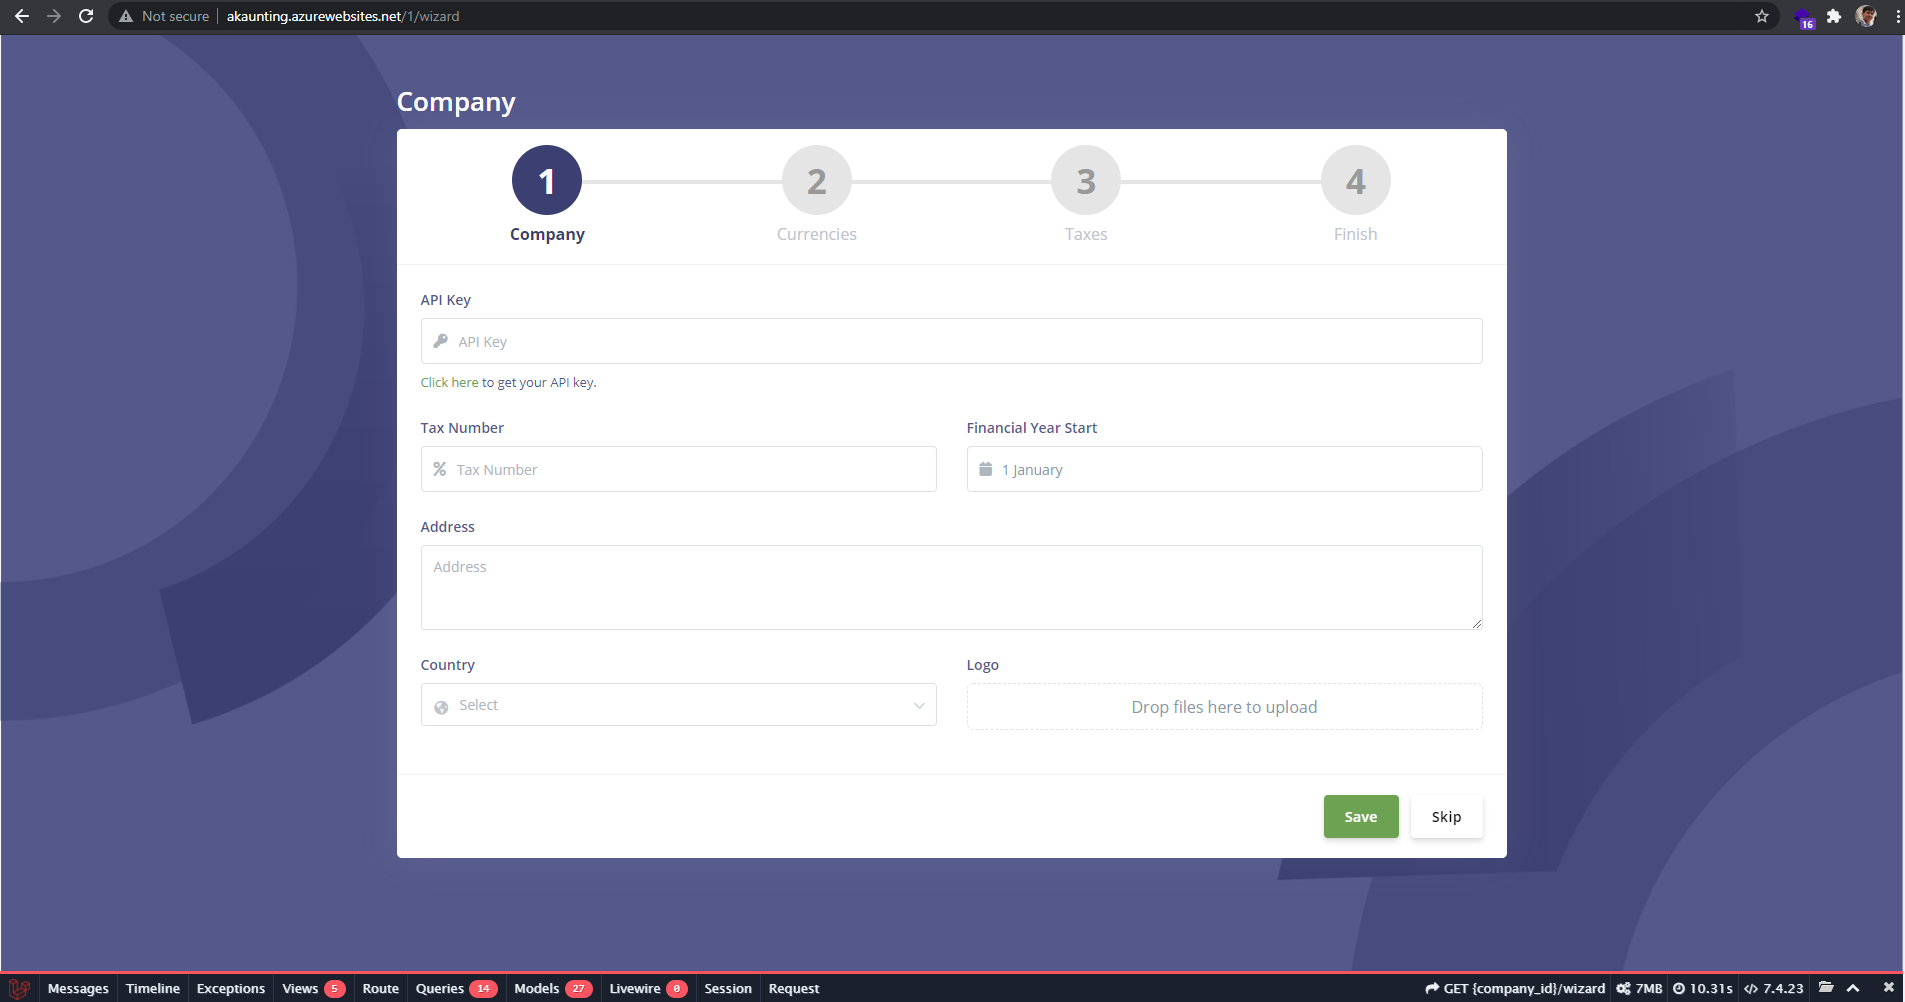 Not secure | akaunting.azurewebsites.net/1/wizard
16
Company
1 2 3 4
Company Currencies Taxes Finish
API Key
API Key
Click here to get your API key.
Tax Number Financial Year Start
Tax Number 1 January
Address
Address
Country Logo
Select Drop files here to upload
Save Skip
Messages Timeline Exceptions Views 5 Route Queries 14 Models 27 Livewire 0 Session Request GET {company_id}/wizard 7MB 10.31s 7.4.23